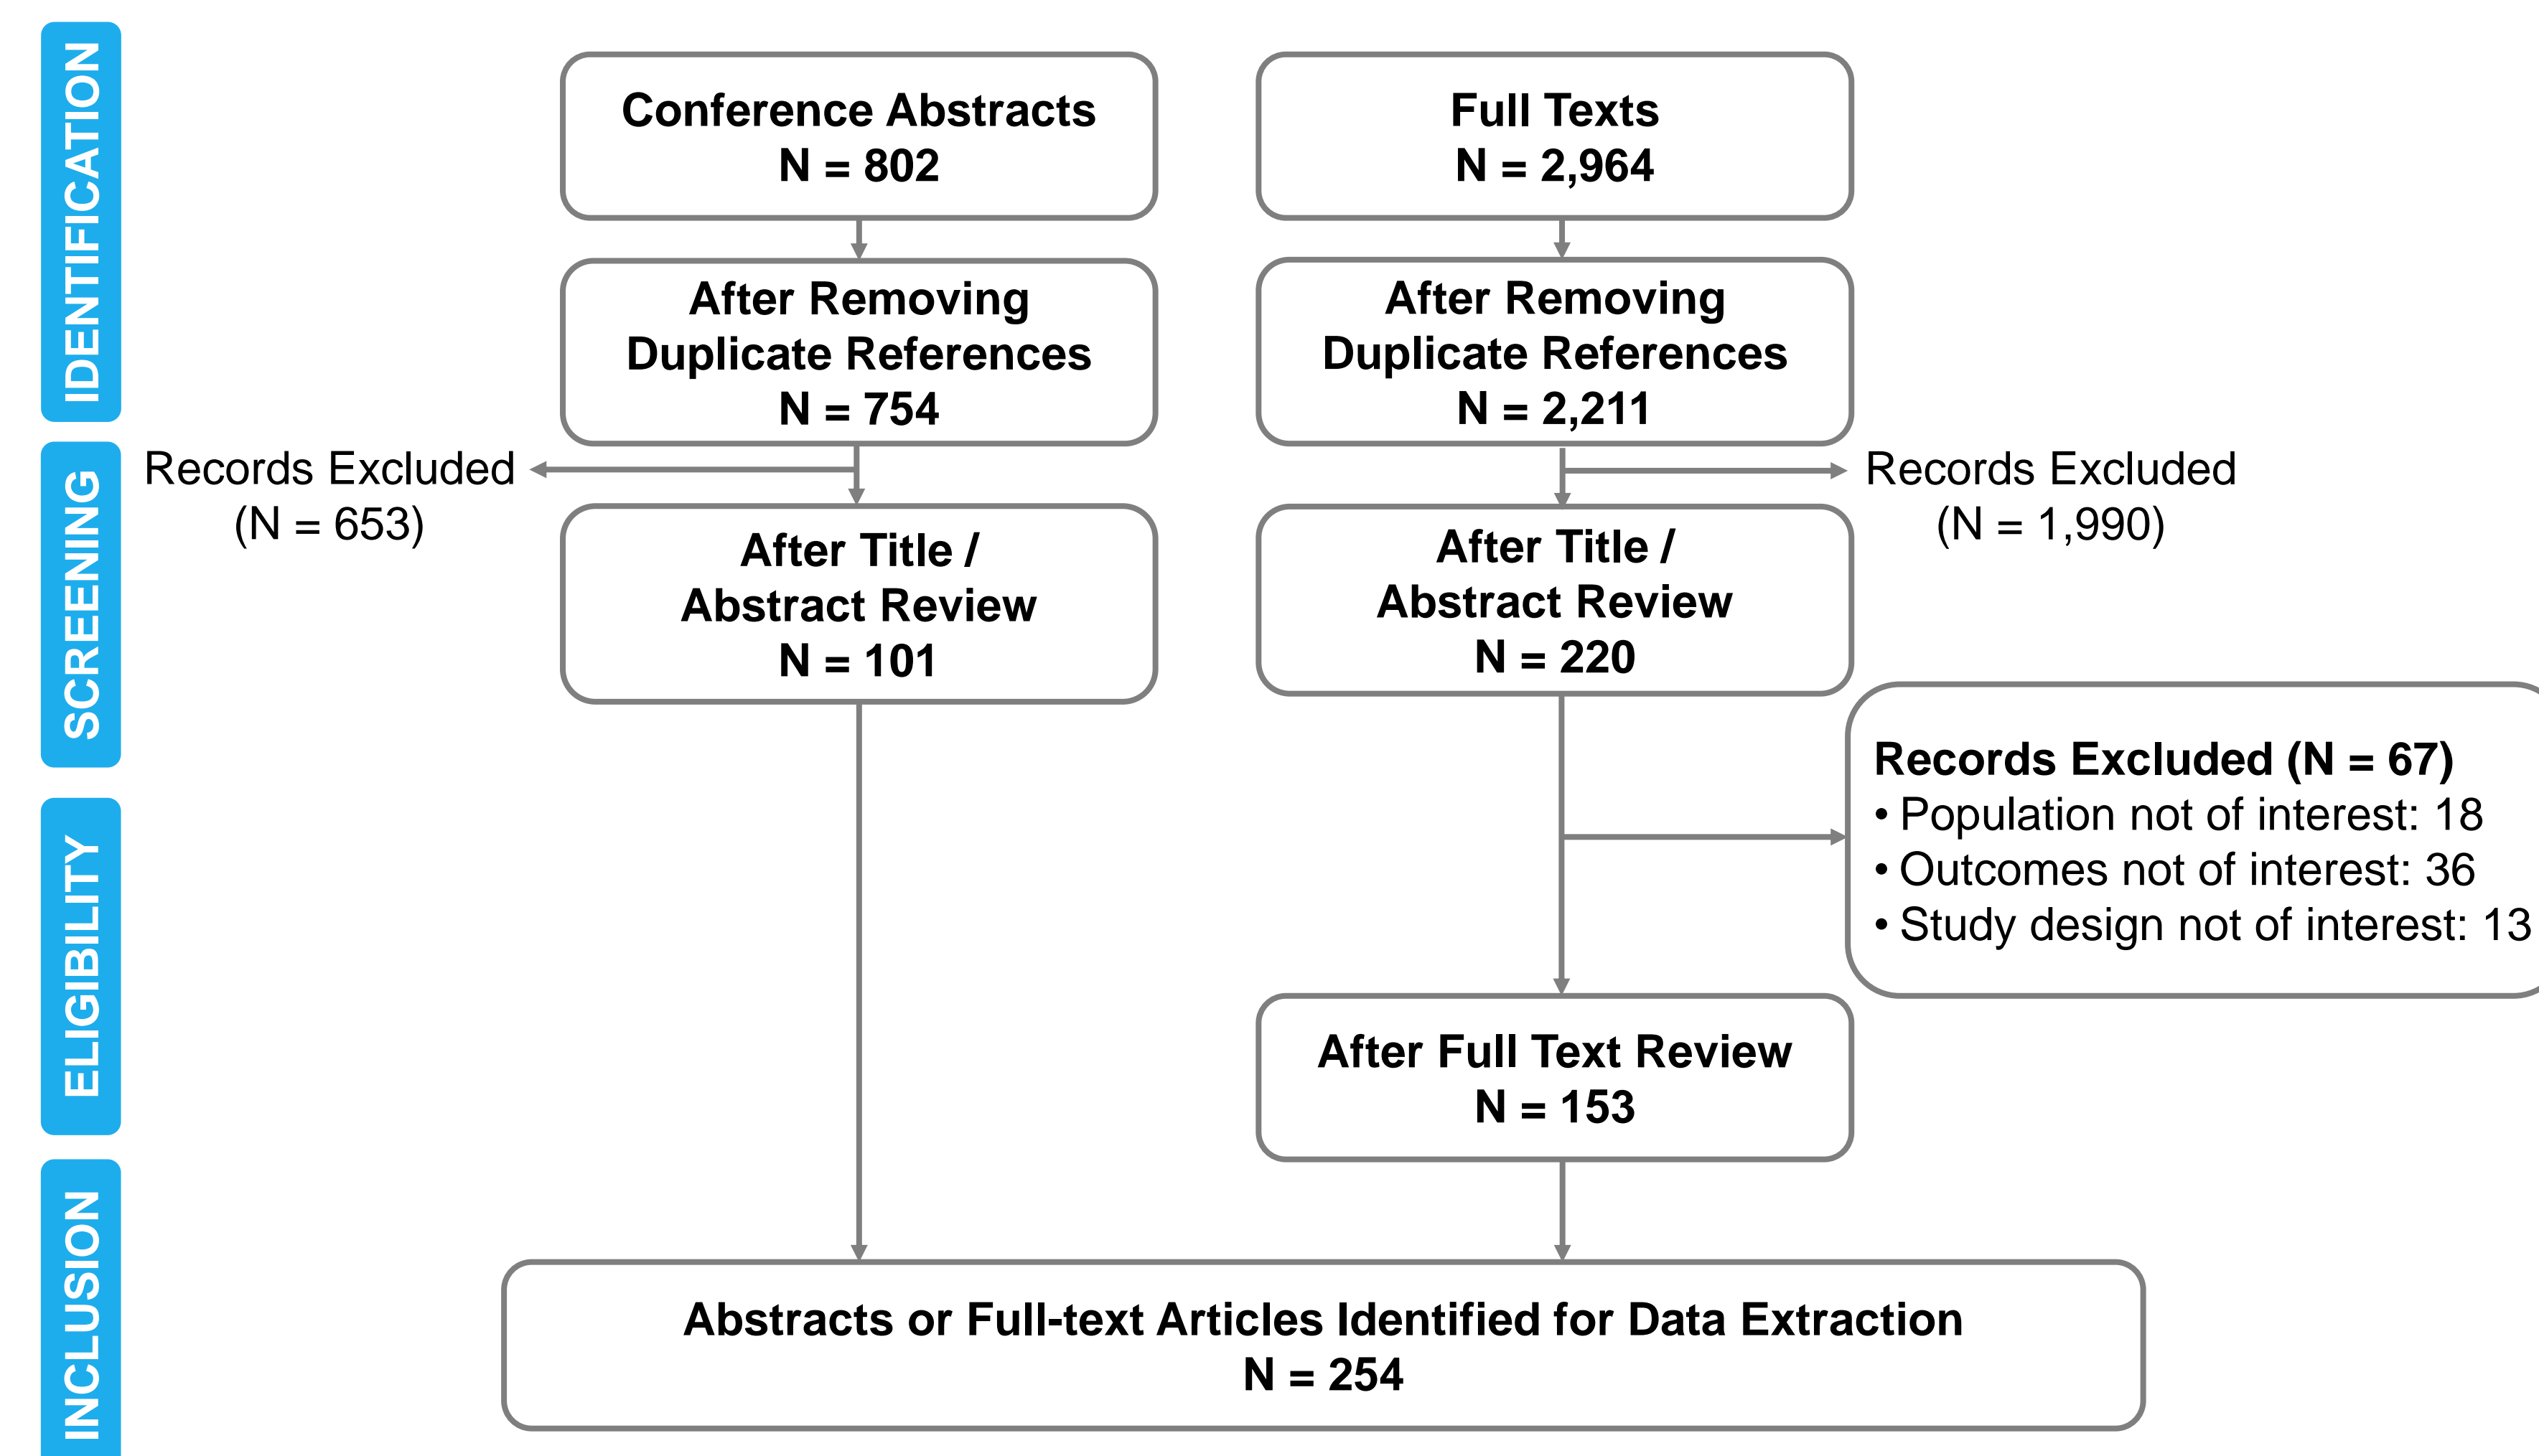 IDENTIFICATION
Conference Abstracts
N = 802
Full Texts
N = 2,964
After Removing
Duplicate References
N = 754
After Removing
Duplicate References
N = 2,211
SCREENING
Records Excluded
(N = 653)
Records Excluded
(N = 1,990)
After Title /
Abstract Review
N = 101
After Title /
Abstract Review
N = 220
ELIGIBILITY
Records Excluded (N = 67)
• Population not of interest: 18
• Outcomes not of interest: 36
• Study design not of interest: 13
After Full Text Review
N = 153
INCLUSION
Abstracts or Full-text Articles Identified for Data Extraction
N = 254